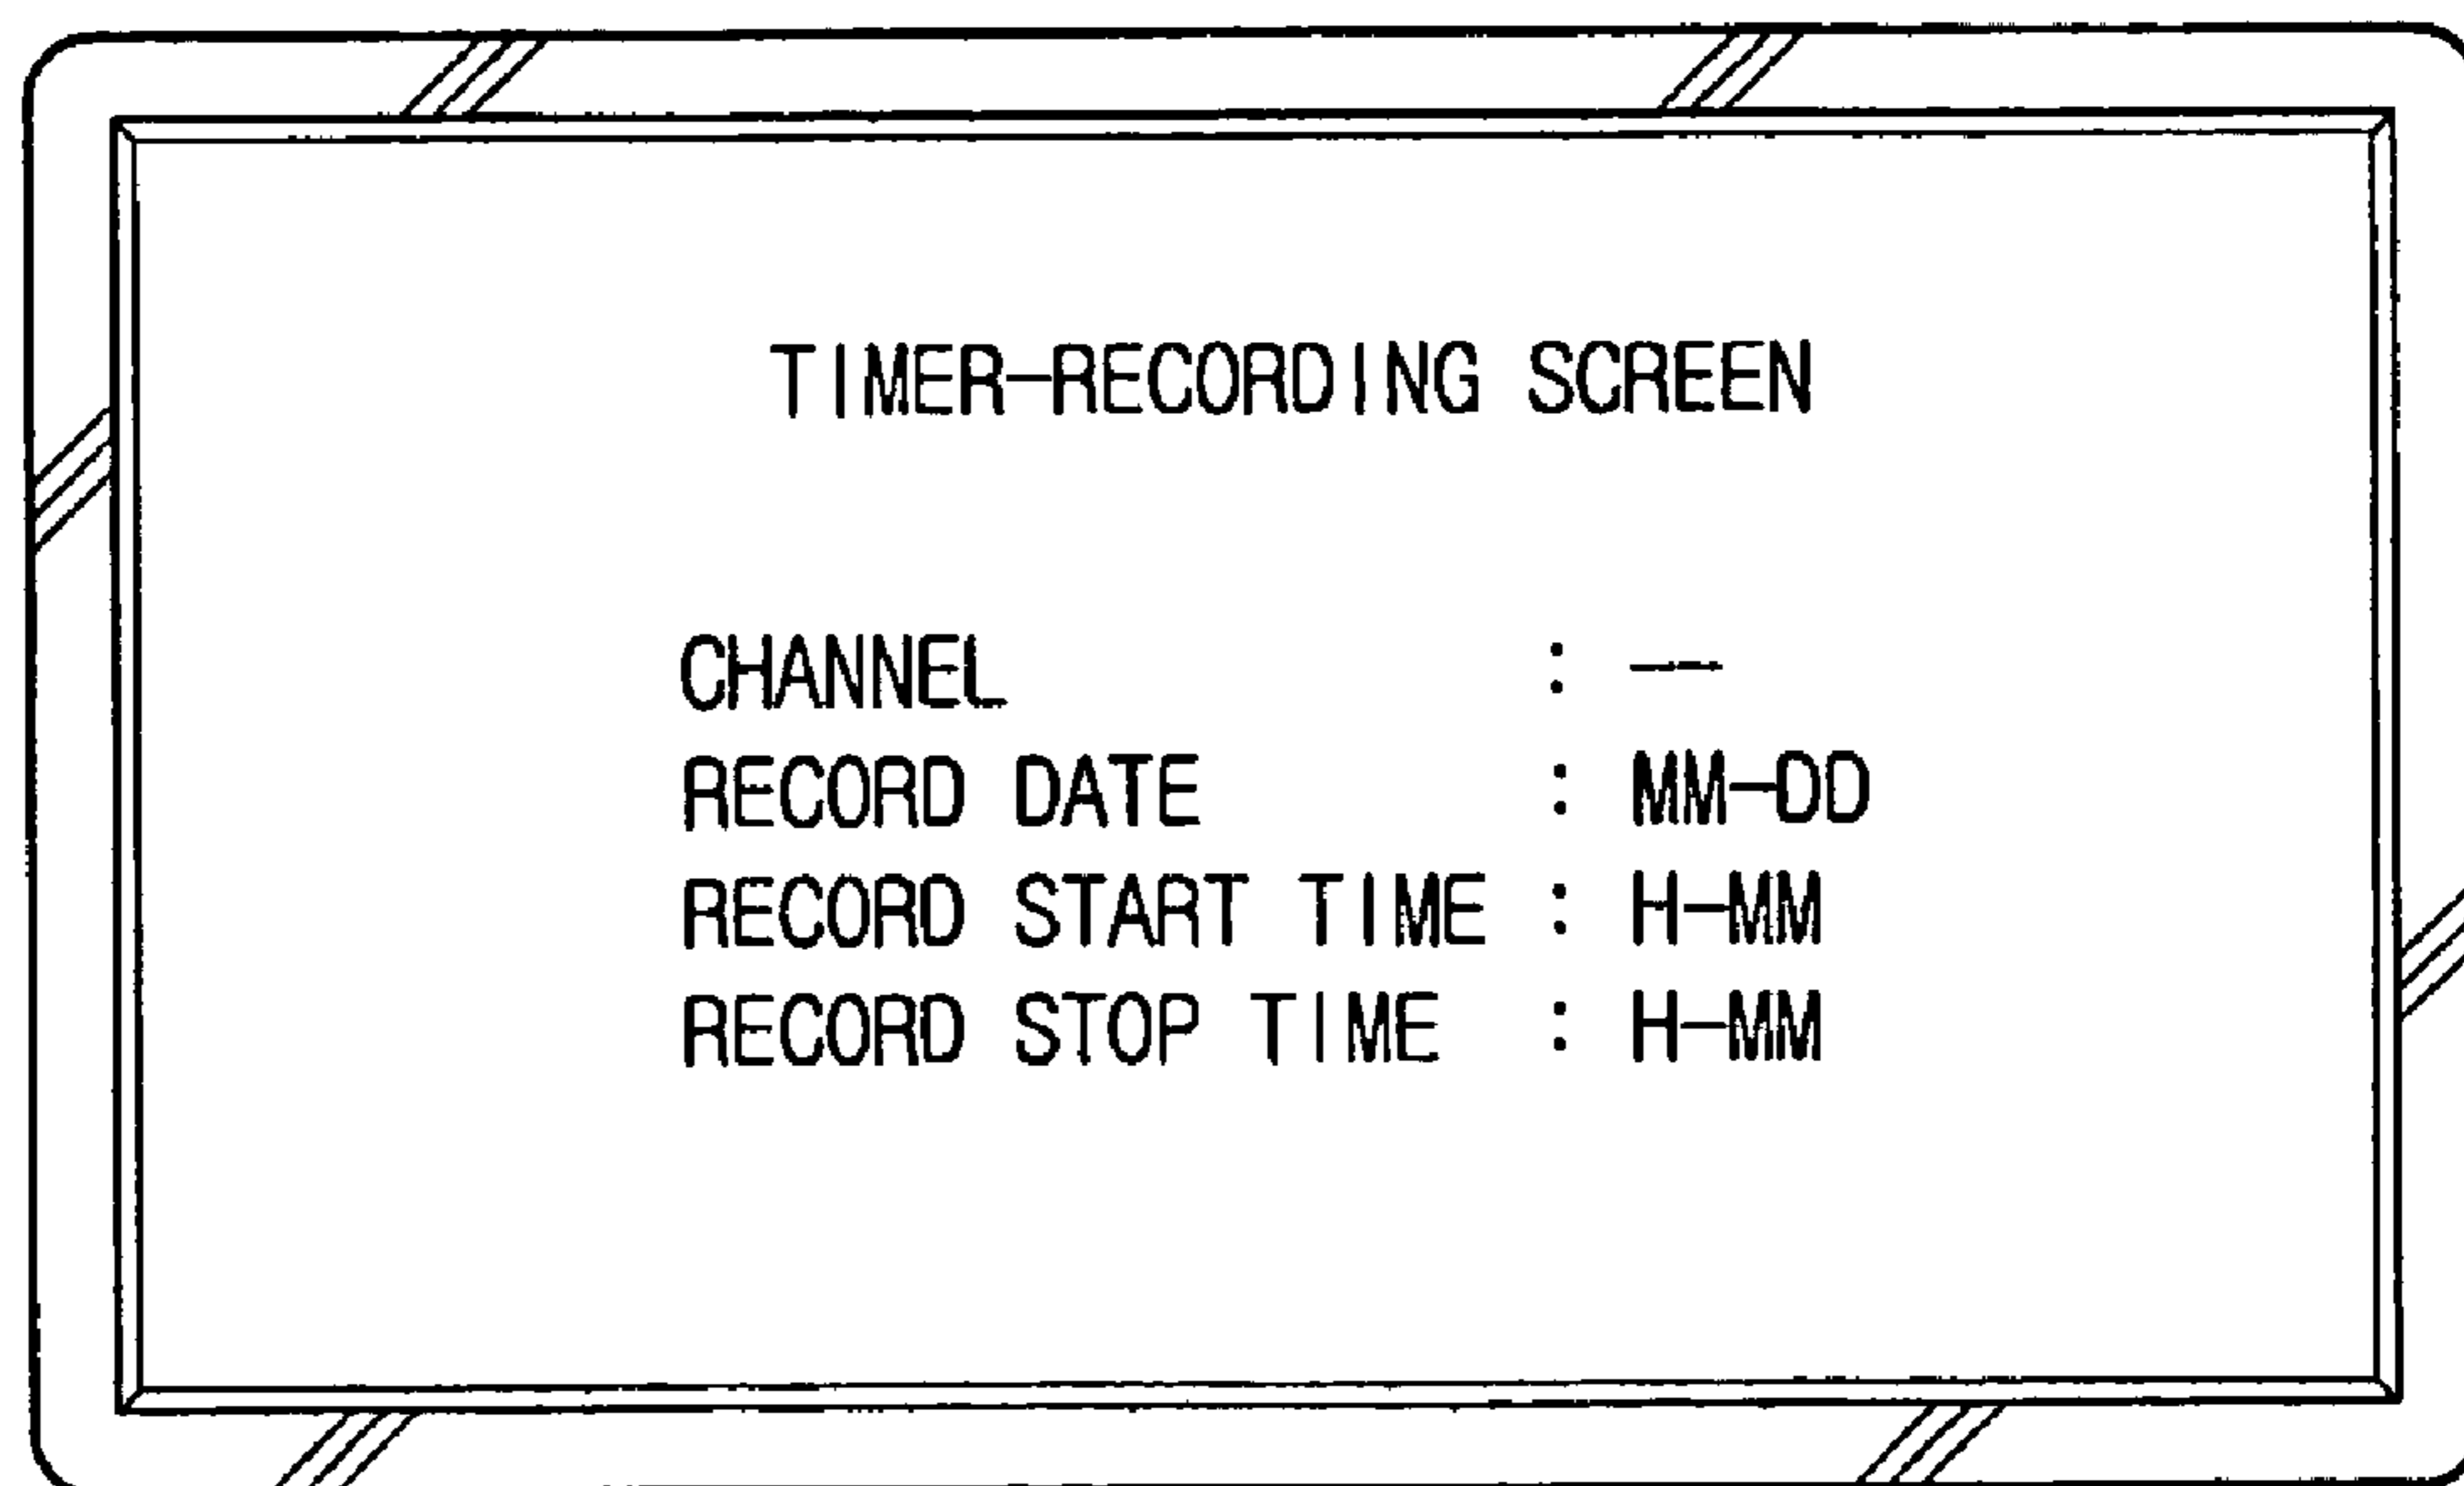 TIMER-RECORDING SCREEN
CHANNEL : —
RECORD DATE : MM-DD
RECORD START TIME : H-MM
RECORD STOP TIME : H-MM